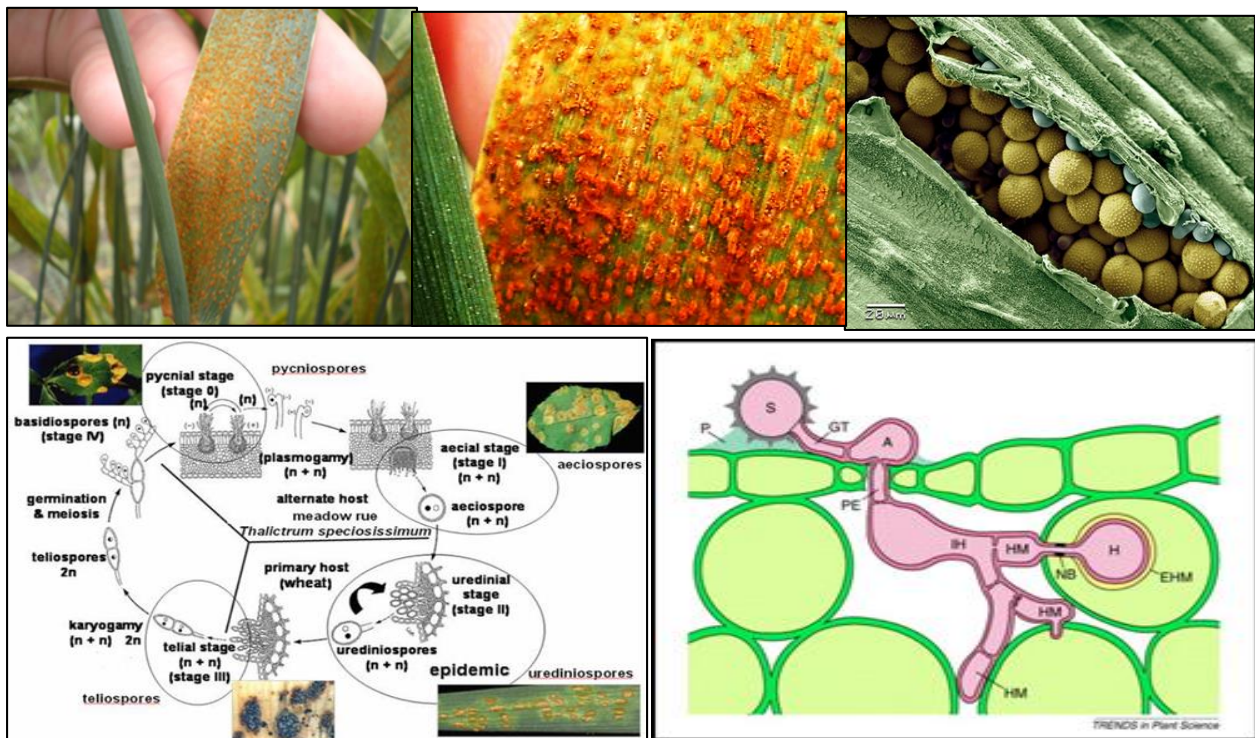 28µm
pycnial stage
(stage 0)
(n)
(n)
pycniospores
(-)
(+)
(+)
(-)
(+)
(-)
basidiospores (n)
(stage IV)
(plasmogamy)
(n + n)
aecial stage
(stage I)
(n + n)
aeciospores
germination
& meiosis
alternate host
meadow rue
Thalictrum speciosissimum
aeciospore
(n + n)
teliospores
2n
primary host
(wheat)
uredinial
stage
(stage II)
karyogamy
(n + n) 2n
telial stage
(n + n)
(stage III)
urediniospores
(n + n)
epidemic
urediniospores
teliospores
S
P
GT
A
PE
IH
HM
H
NB
EHM
HM
HM
TRENDS in Plant Science